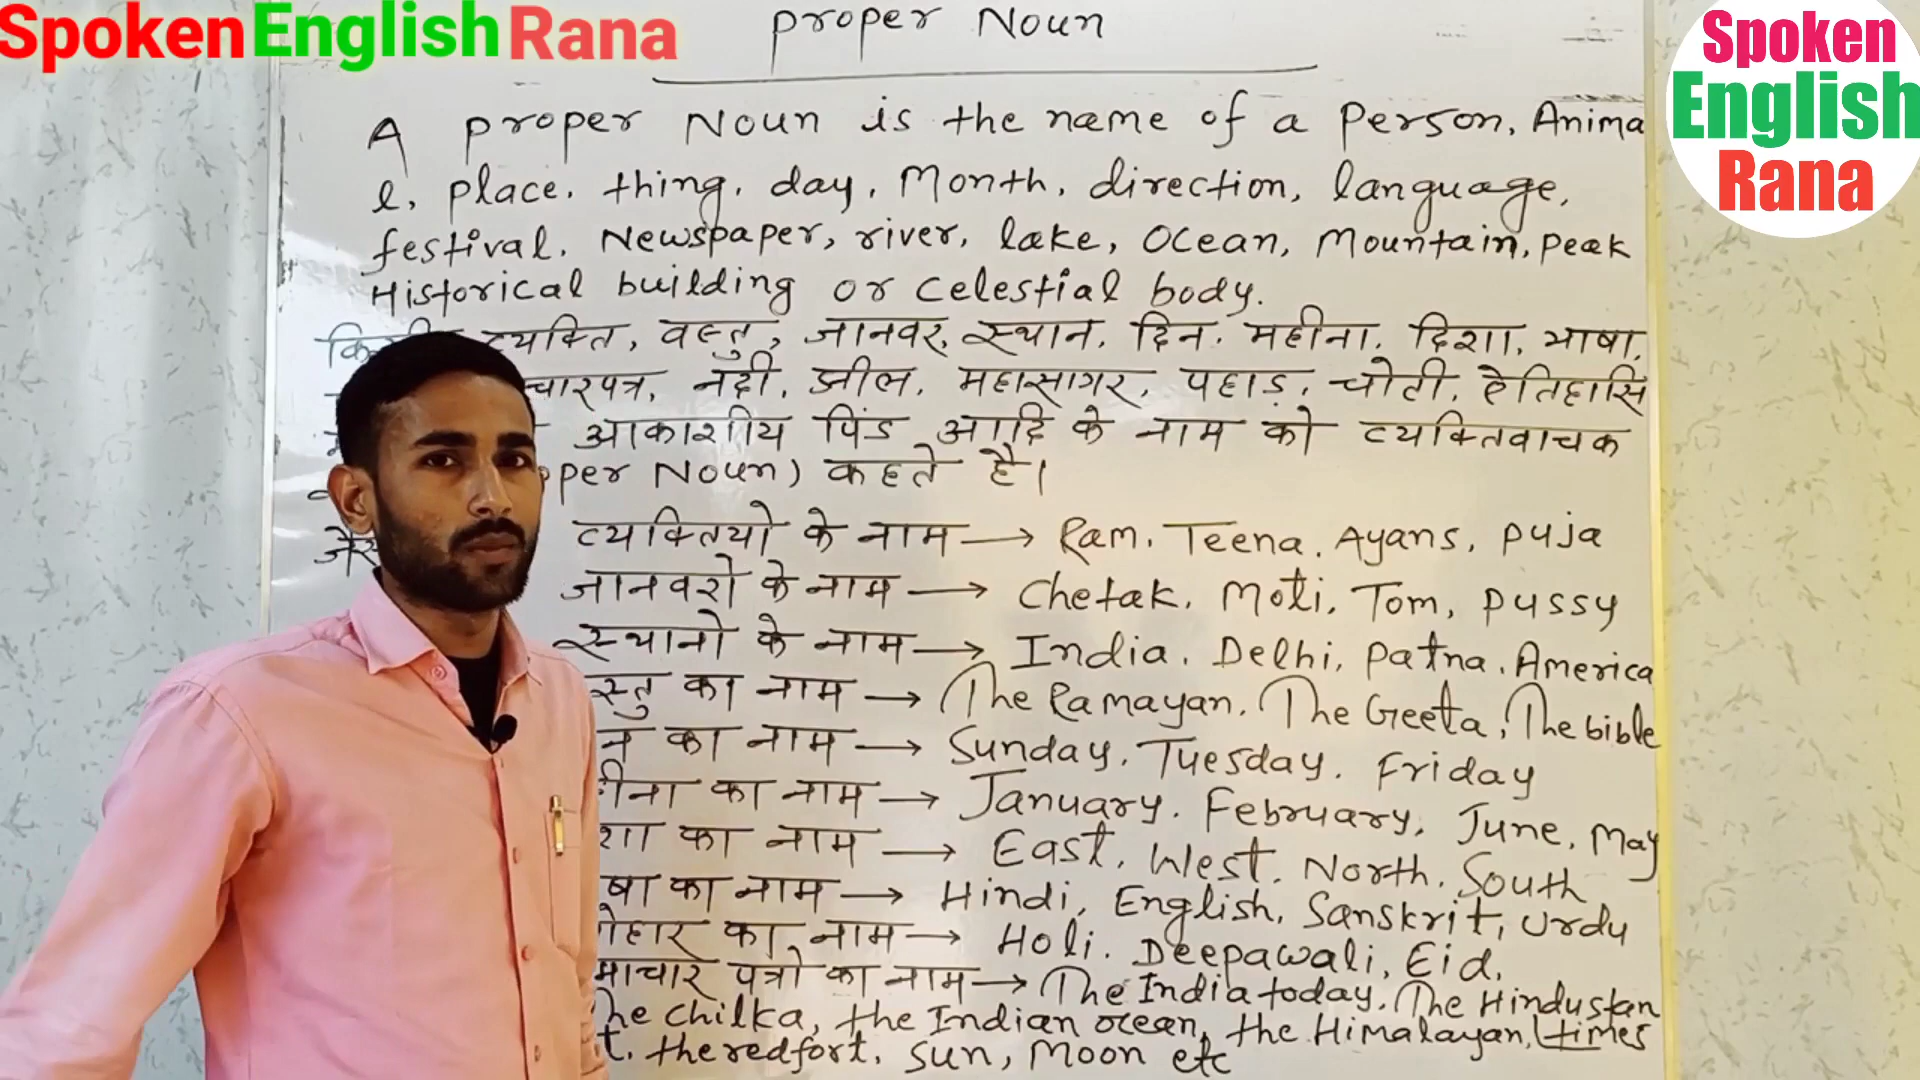 Spoken English Rana
Proper Noun
Spoken
English
Rana
A proper Noun is the name of a Person, Anima
l, place, thing, day, Month, direction, language,
festival, Newspaper, river, lake, Ocean, Mountain, peak
Historical building or Celestial body.
व्यक्ति, वस्तु, जानवर, स्थान, दिन, महीना, दिशा, भाषा,
चारपत्र, नदी, झील, महासागर, पहाड़, चोटी, ऐतिहासि
आकाशीय पिंड आदि के नाम को व्यक्तिवाचक
per Noun) कहते है।
व्यक्तियो के नाम → Ram, Teena, Ayans, puja
जानवरो के नाम → Chetak, Moti, Tom, pussy
स्थानो के नाम → India, Delhi, patna, America
स्तु का नाम → The Ramayan, The Geeta, The bible
न का नाम → Sunday, Tuesday, Friday
ीना का नाम → January, February, June, May
शा का नाम → East, West, North, South
षा का नाम → Hindi, English, Sanskrit, Urdu
ोहार का नाम → Holi, Deepawali, Eid,
माचार पत्रो का नाम → The India today, The Hindustan
he chilka, the Indian ocean, the Himalayan, times
t, the redfort, sun, Moon etc